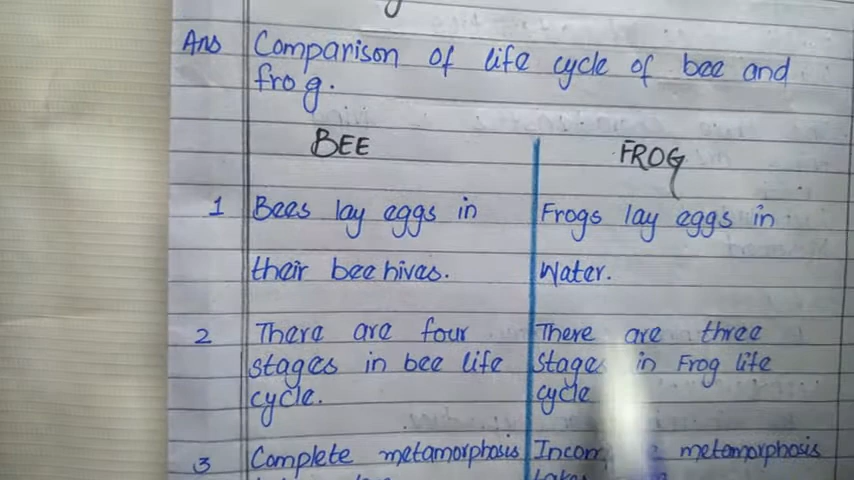 Ans Comparison of life cycle of bee and
frog.
BEE FROG
1 Bees lay eggs in Frogs lay eggs in
their beehives. Water.
2 There are four There are three
stages in bee life stages in Frog life
cycle. cycle
3 Complete metamorphosis metamorphosis